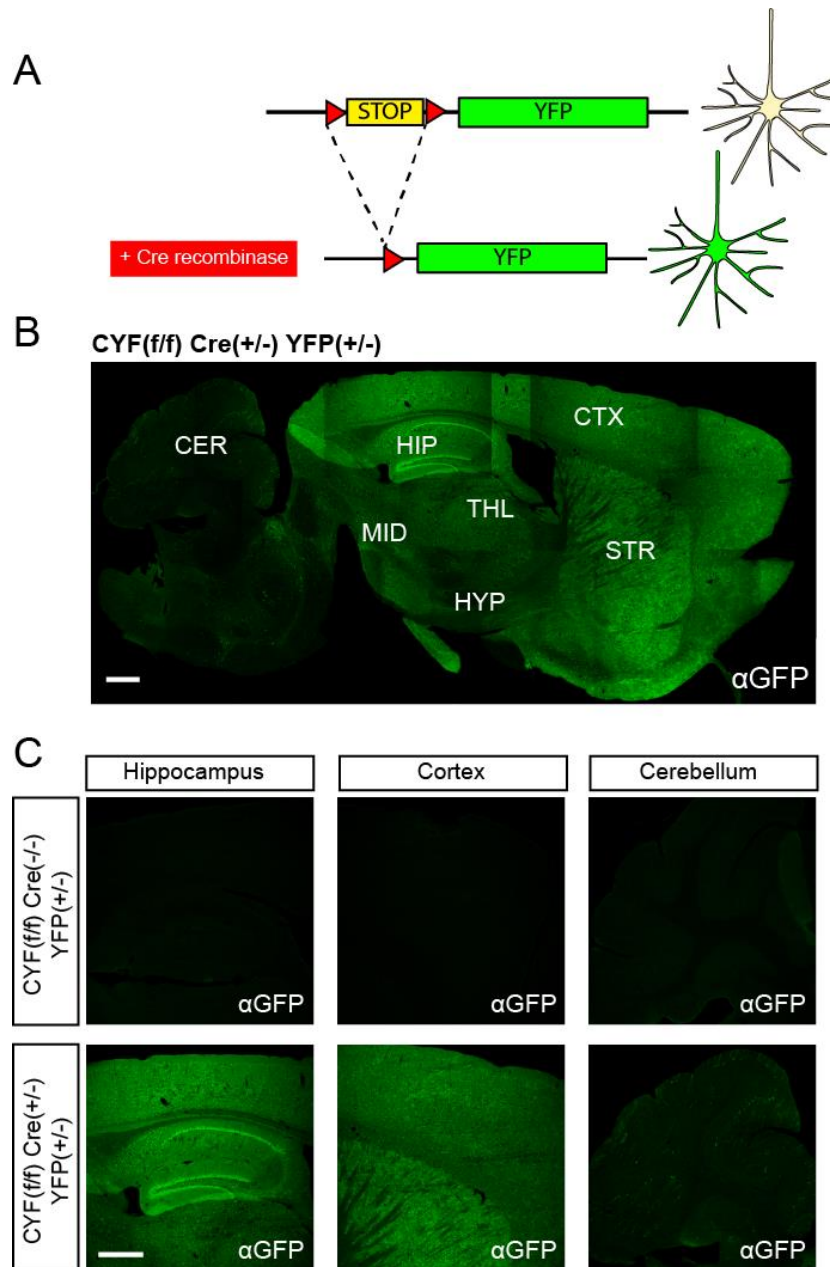 A
STOP
YFP
+ Cre recombinase
YFP
B
CYF(f/f) Cre(+/-) YFP(+/-)
CER
HIP
CTX
THL
MID
STR
HYP
αGFP
C
Hippocampus
Cortex
Cerebellum
CYF(f/f) Cre(-/-)
YFP(+/-)
αGFP
αGFP
αGFP
CYF(f/f) Cre(+/-)
YFP(+/-)
αGFP
αGFP
αGFP